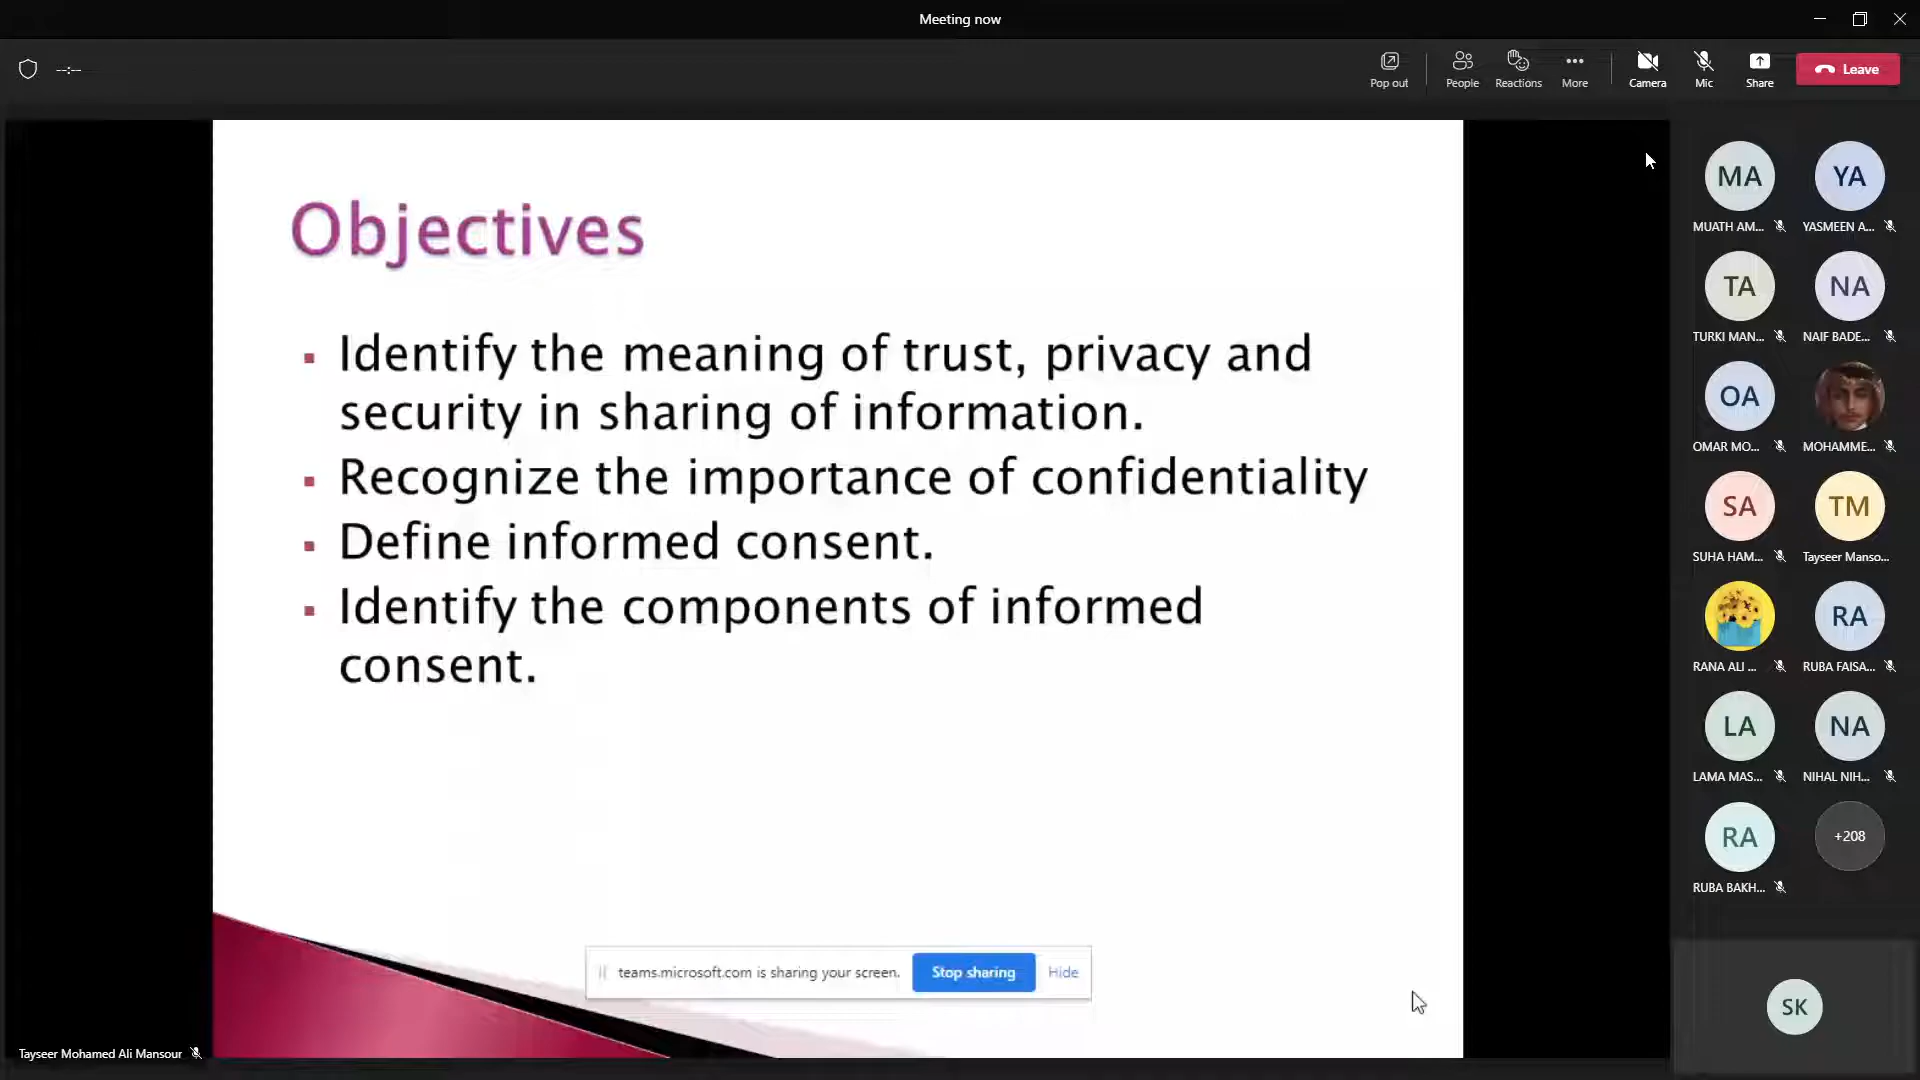 Meeting now
--:--
Pop out
People
Reactions
More
Camera
Mic
Share
Leave
Objectives
Identify the meaning of trust, privacy and
security in sharing of information.
Recognize the importance of confidentiality
Define informed consent.
Identify the components of informed
consent.
teams.microsoft.com is sharing your screen.
Stop sharing
Hide
Tayseer Mohamed Ali Mansour
MA
YA
MUATH AM...
YASMEEN A...
TA
NA
TURKI MAN...
NAIF BADE...
OA
OMAR MO...
MOHAMME...
SA
TM
SUHA HAM...
Tayseer Manso...
RA
RANA ALI ...
RUBA FAISA...
LA
NA
LAMA MAS...
NIHAL NIH...
RA
+208
RUBA BAKH...
SK